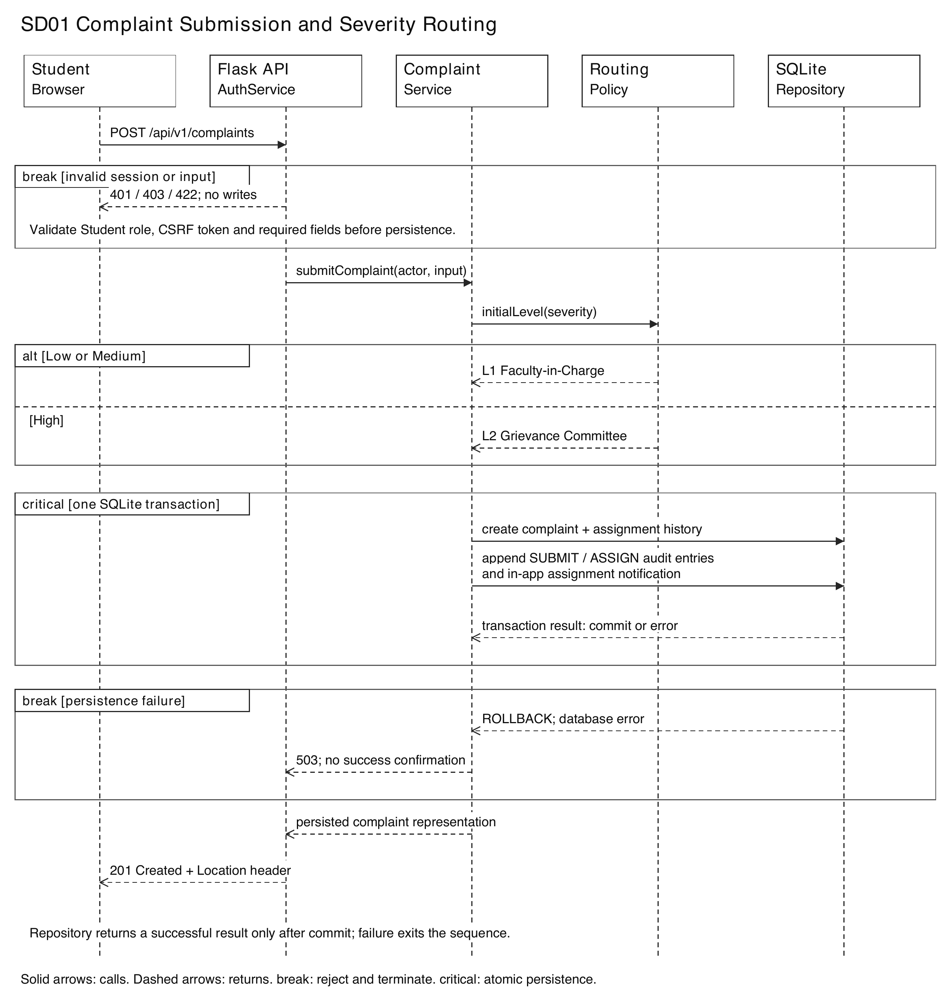 SD01 Complaint Submission and Severity Routing
Student
Browser
Flask API
AuthService
Complaint
Service
Routing
Policy
SQLite
Repository
POST /api/v1/complaints
break [invalid session or input]
401 / 403 / 422; no writes
Validate Student role, CSRF token and required fields before persistence.
submitComplaint(actor, input)
initialLevel(severity)
alt [Low or Medium]
L1 Faculty-in-Charge
[High]
L2 Grievance Committee
critical [one SQLite transaction]
create complaint + assignment history
append SUBMIT / ASSIGN audit entries
and in-app assignment notification
transaction result: commit or error
break [persistence failure]
ROLLBACK; database error
503; no success confirmation
persisted complaint representation
201 Created + Location header
Repository returns a successful result only after commit; failure exits the sequence.
Solid arrows: calls. Dashed arrows: returns. break: reject and terminate. critical: atomic persistence.